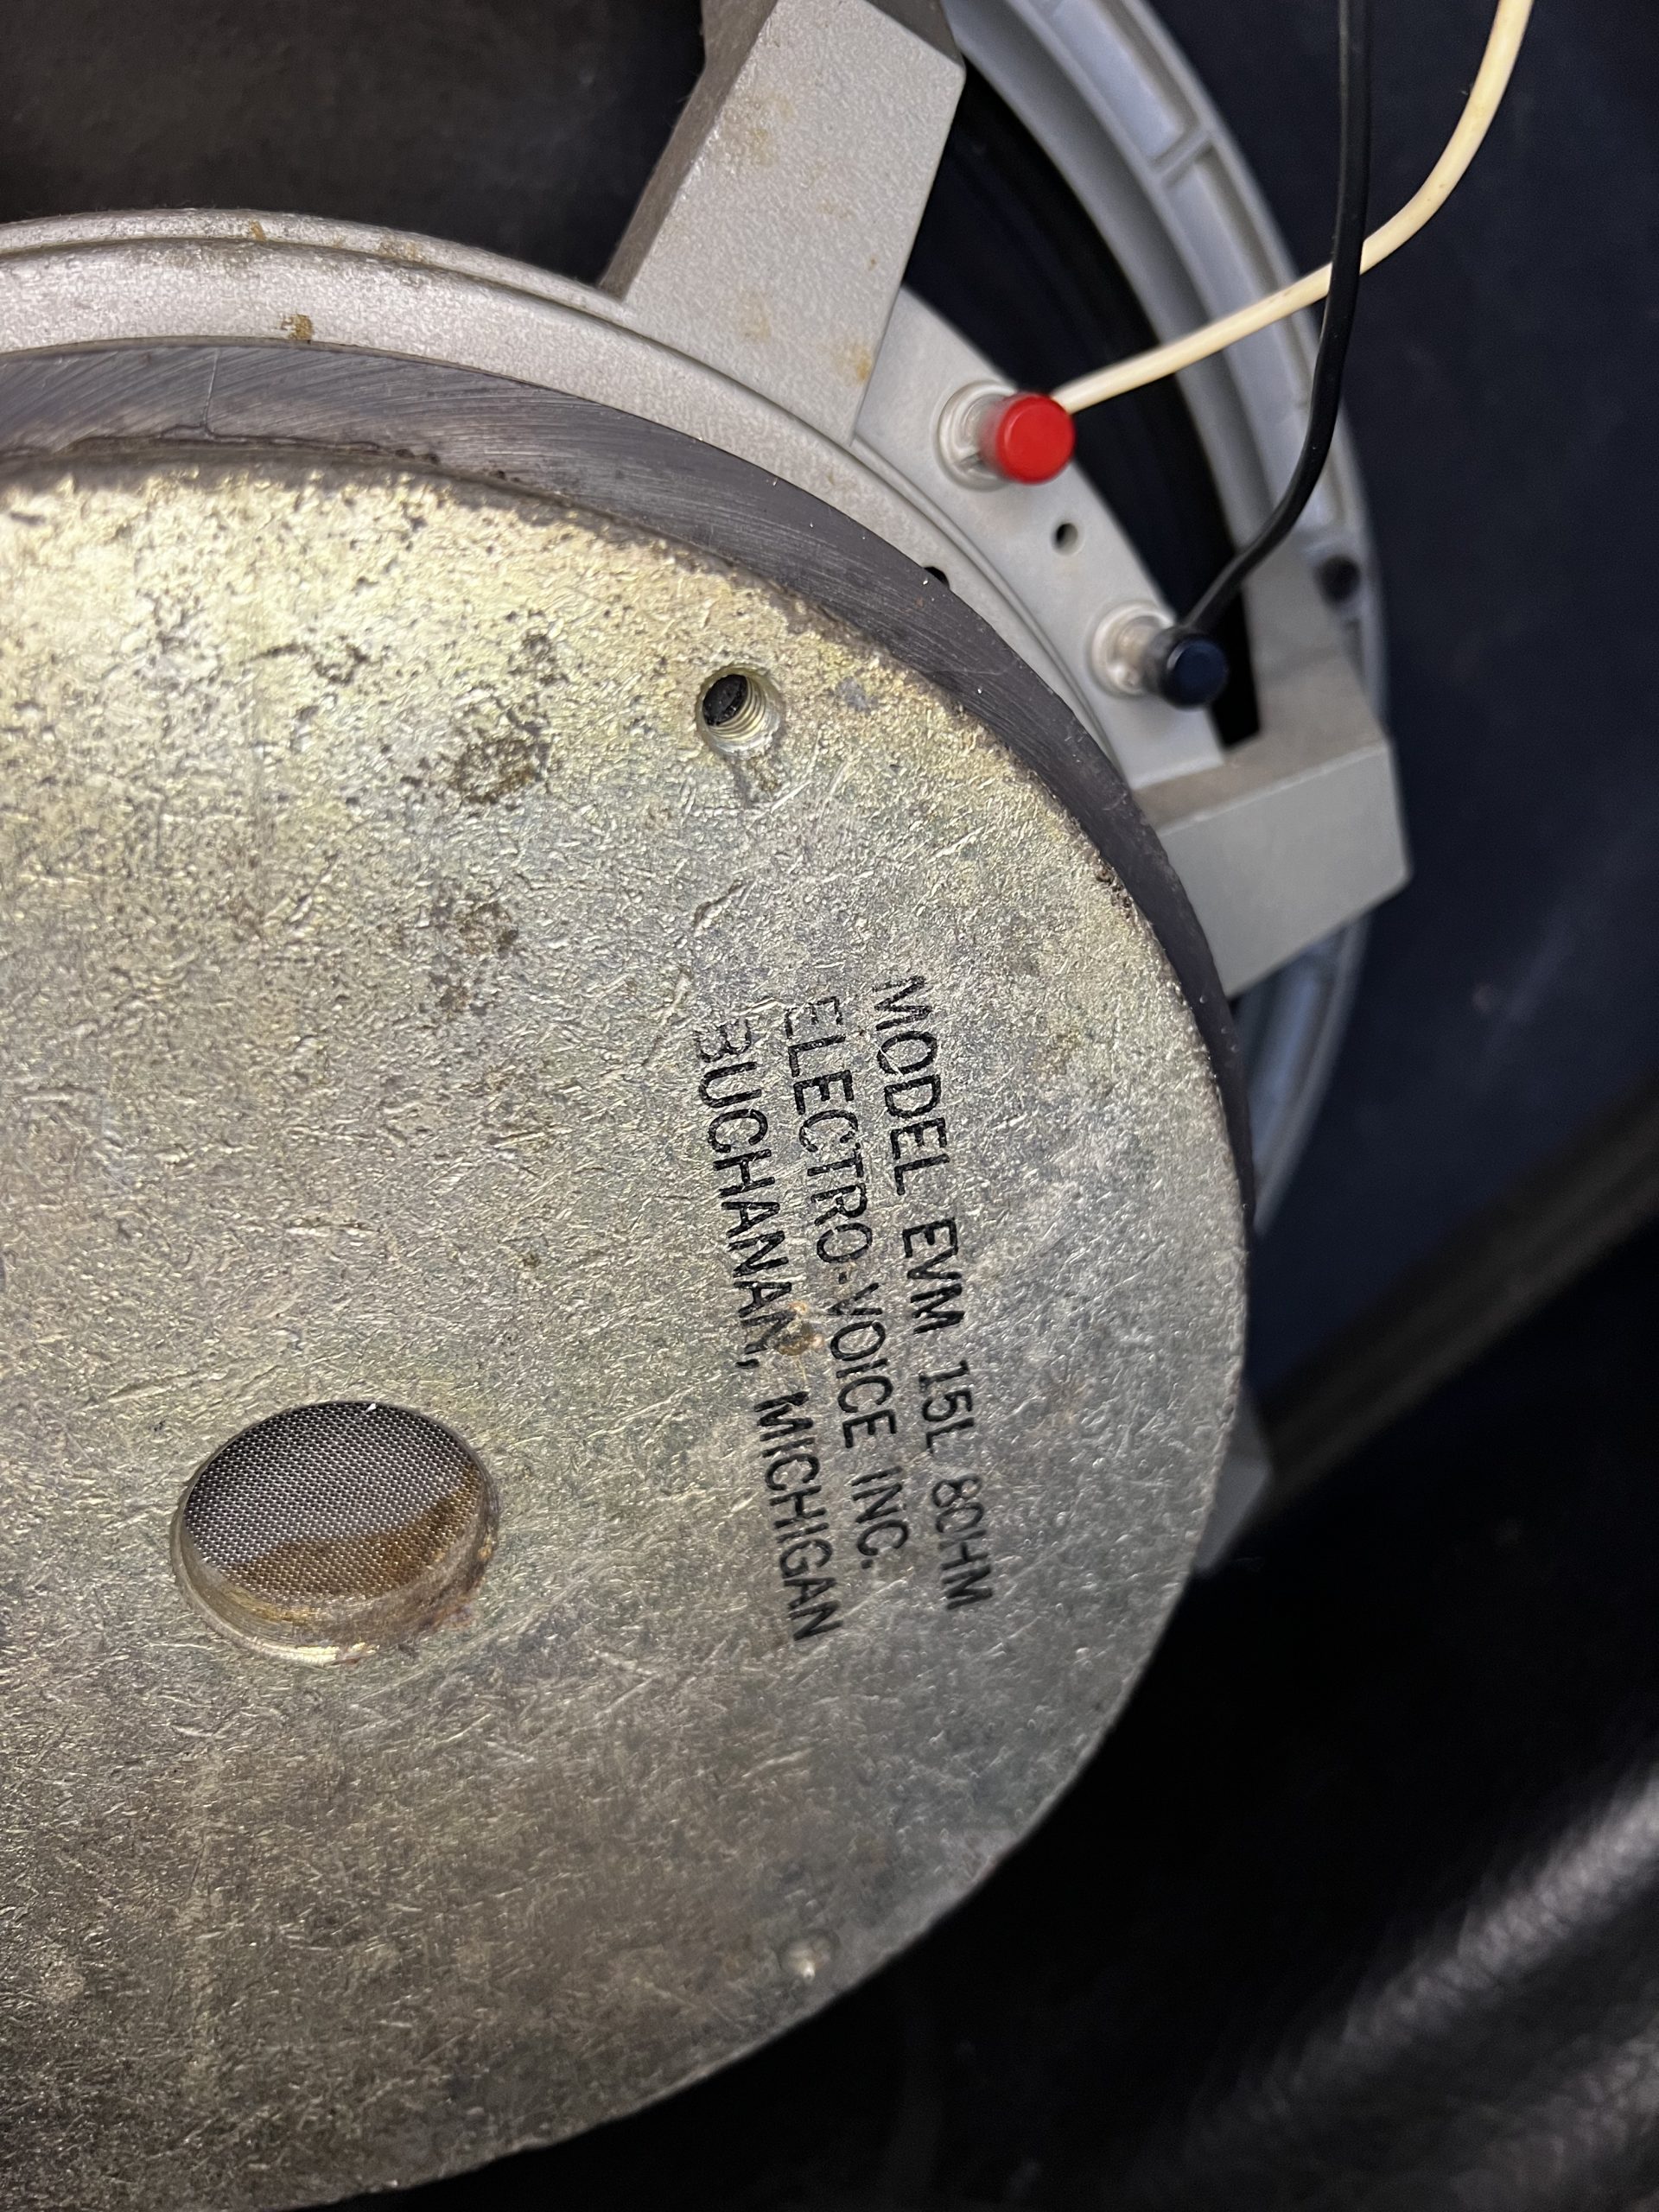 MODEL EVM 15L 8OHM
ELECTRO-VOICE INC.
BUCHANAN, MICHIGAN